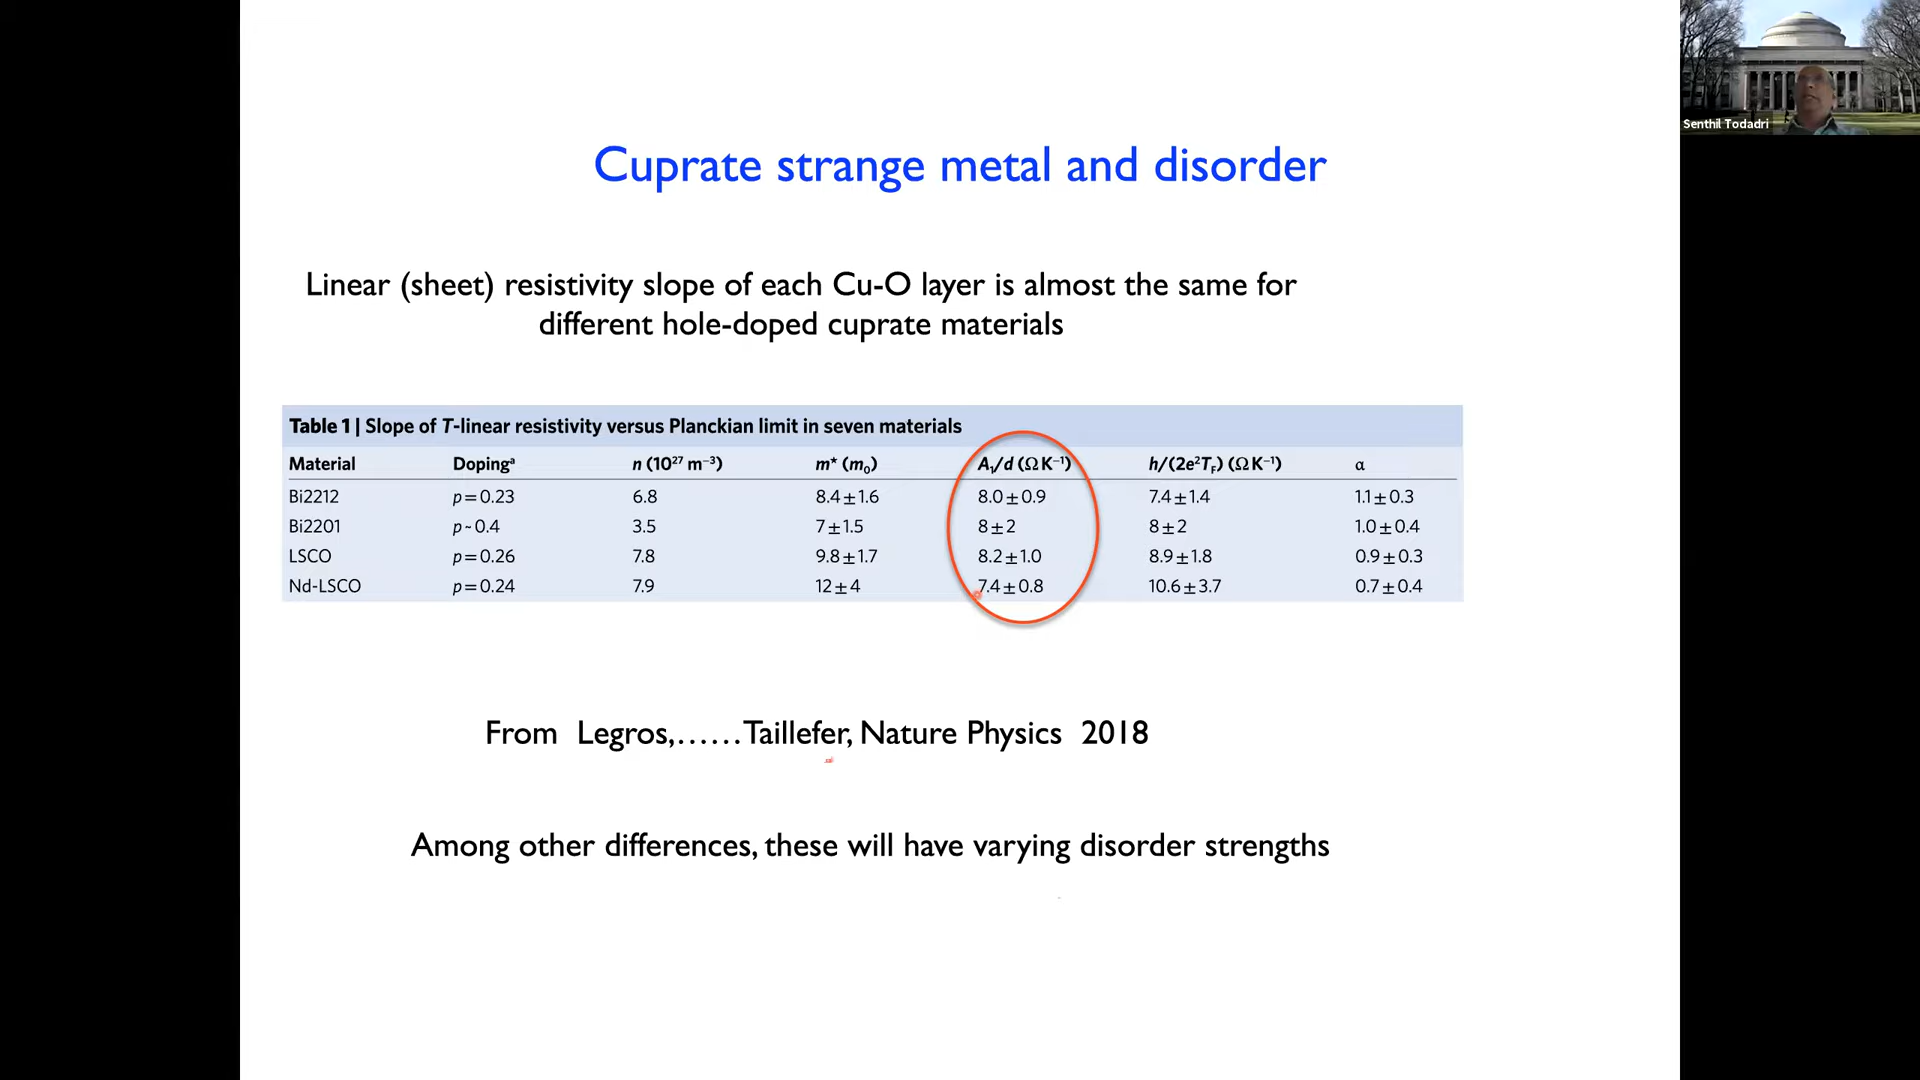 Senthil Todadri
Cuprate strange metal and disorder
Linear (sheet) resistivity slope of each Cu-O layer is almost the same for
different hole-doped cuprate materials
Table 1 | Slope of T-linear resistivity versus Planckian limit in seven materials
Material Dopingᵃ n (10²⁷ m⁻³) m* (m₀) A₁/d (Ω K⁻¹) h/(2e²T_F) (Ω K⁻¹) α
Bi2212 p = 0.23 6.8 8.4 ± 1.6 8.0 ± 0.9 7.4 ± 1.4 1.1 ± 0.3
Bi2201 p ~ 0.4 3.5 7 ± 1.5 8 ± 2 8 ± 2 1.0 ± 0.4
LSCO p = 0.26 7.8 9.8 ± 1.7 8.2 ± 1.0 8.9 ± 1.8 0.9 ± 0.3
Nd-LSCO p = 0.24 7.9 12 ± 4 7.4 ± 0.8 10.6 ± 3.7 0.7 ± 0.4
From Legros,......Taillefer, Nature Physics 2018
Among other differences, these will have varying disorder strengths